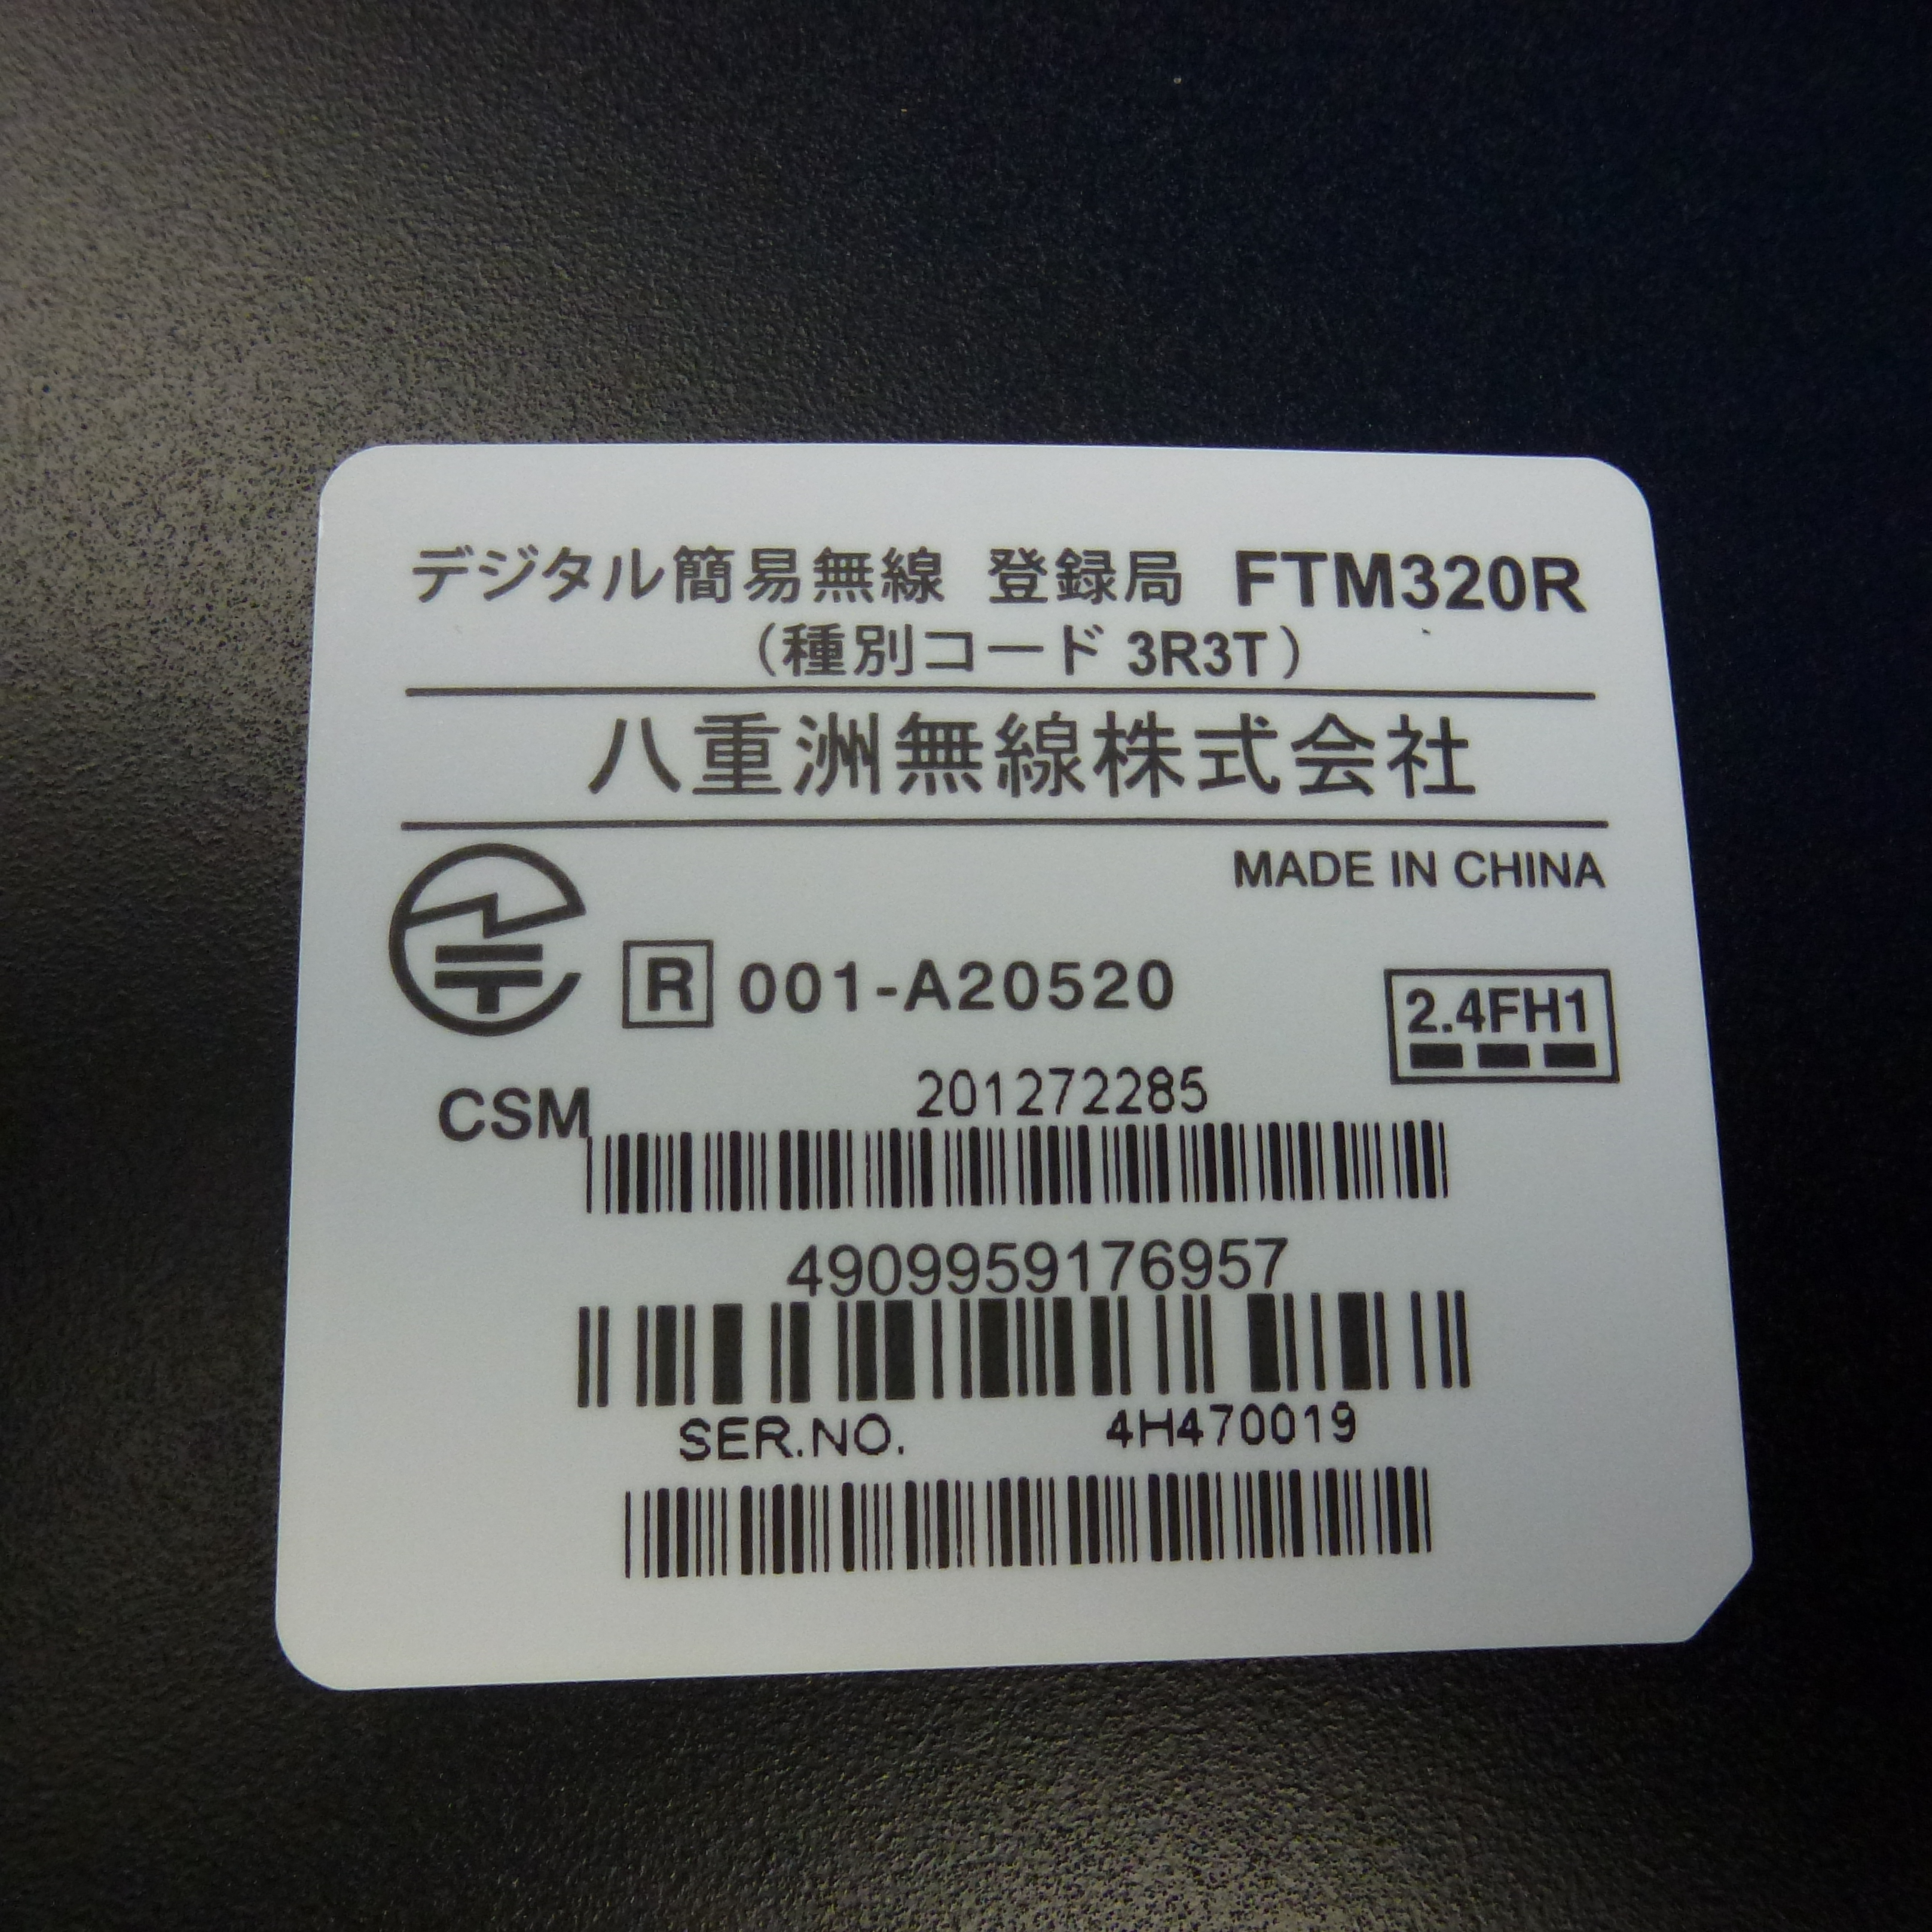 デジタル簡易無線 登録局 FTM320R
（種別コード 3R3T）
八重洲無線株式会社
MADE IN CHINA
R 001-A20520
2.4FH1
CSM
201272285
4909959176957
SER.NO. 4H470019